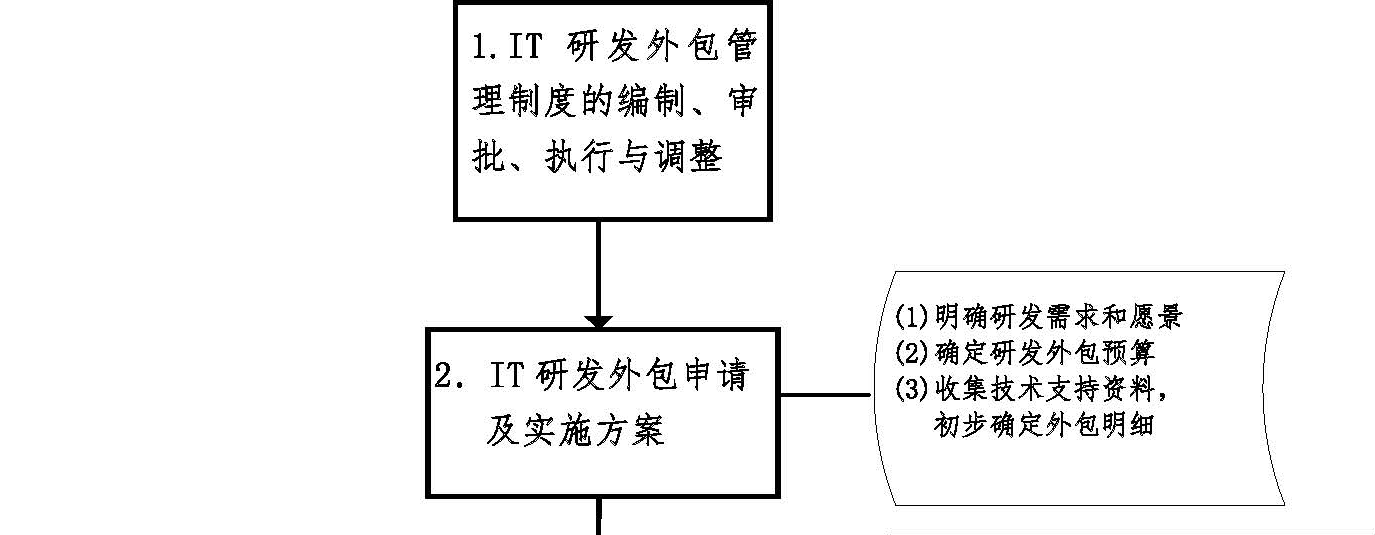 1.IT 研发外包管
理制度的编制、审
批、执行与调整
2. IT研发外包申请
及实施方案
(1)明确研发需求和愿景
(2)确定研发外包预算
(3)收集技术支持资料，
初步确定外包明细